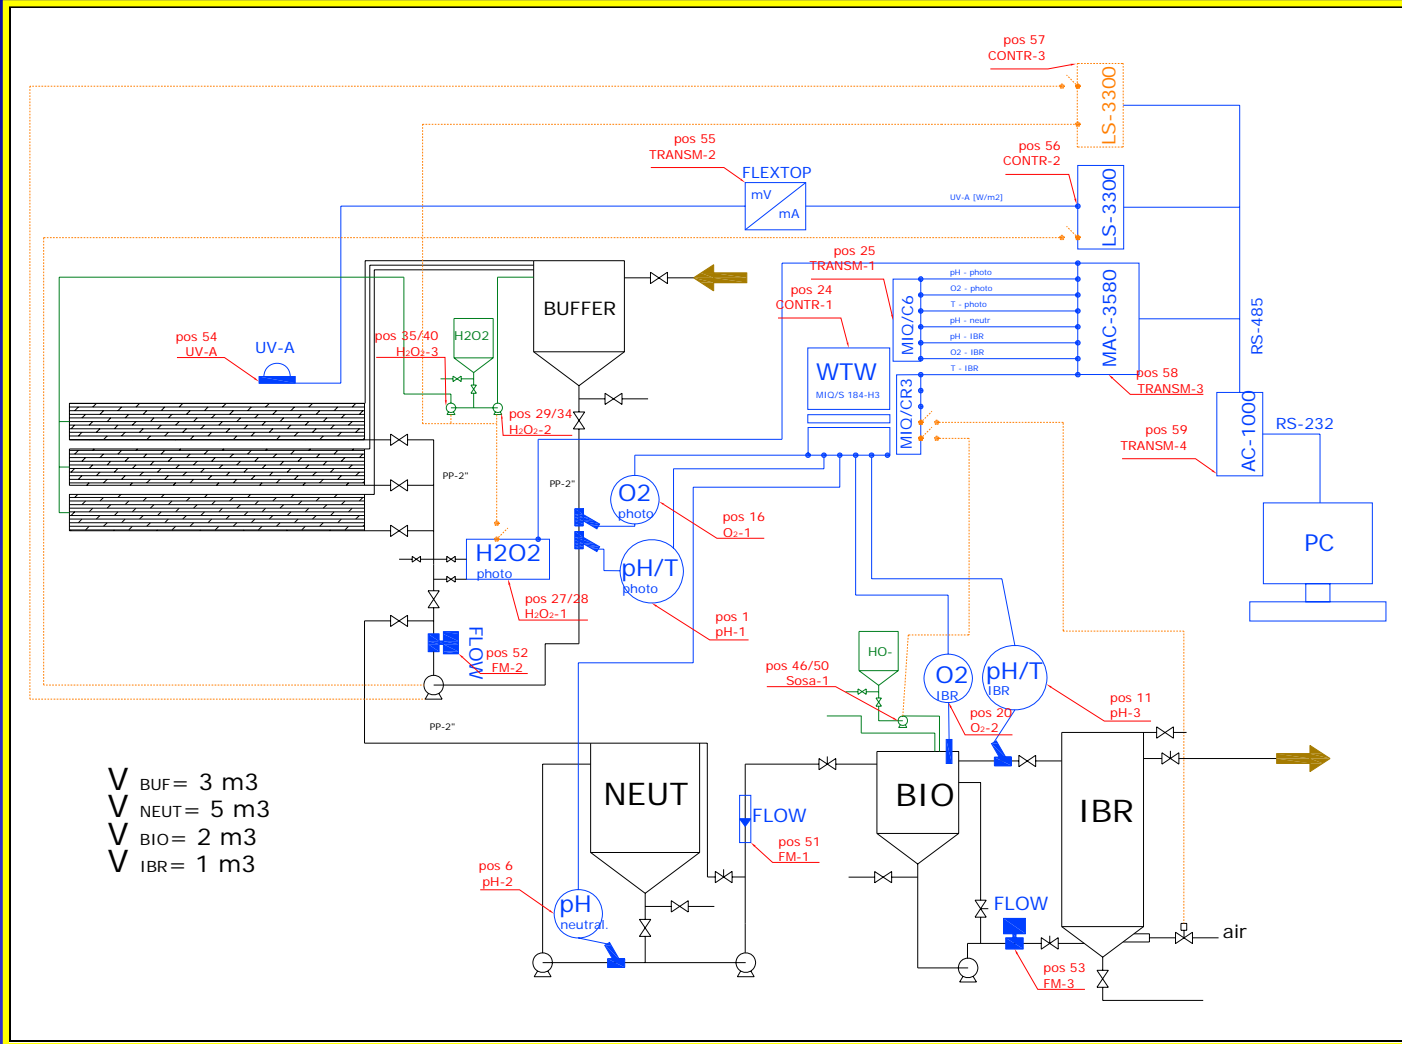 pos 57
CONTR-3
LS-3300
pos 55
TRANSM-2
FLEXTOP
mV
mA
UV-A [W/m2]
pos 56
CONTR-2
LS-3300
pos 25
TRANSM-1
pos 24
CONTR-1
MIQ/C6
pH - photo
O2 - photo
T - photo
pH - neutr
pH - IBR
O2 - IBR
T - IBR
MAC-3580
RS-485
BUFFER
H2O2
pos 35/40
H2O2-3
pos 54
UV-A
UV-A
WTW
MIQ/S 184-H3
MIQ/CR3
pos 58
TRANSM-3
pos 29/34
H2O2-2
AC-1000
RS-232
pos 59
TRANSM-4
PP-2"
PP-2"
O2
photo
pos 16
O2-1
H2O2
photo
pH/T
photo
PC
pos 27/28
H2O2-1
pos 1
pH-1
FLOW
pos 52
FM-2
HO-
pos 46/50
Sosa-1
O2
IBR
pH/T
IBR
pos 20
O2-2
pos 11
pH-3
PP-2"
V BUF= 3 m3
V NEUT= 5 m3
V BIO= 2 m3
V IBR= 1 m3
NEUT
BIO
IBR
FLOW
pos 51
FM-1
pos 6
pH-2
pH
neutral.
FLOW
air
pos 53
FM-3